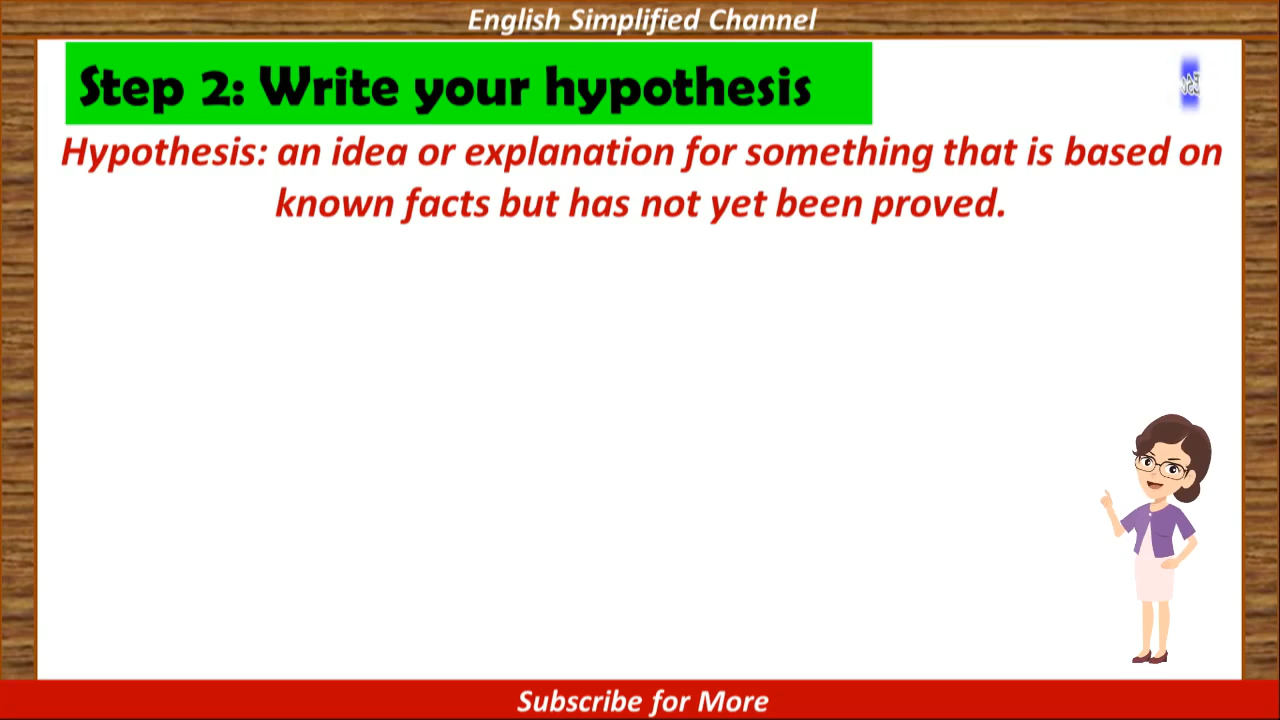 English Simplified Channel
Step 2: Write your hypothesis
Hypothesis: an idea or explanation for something that is based on
known facts but has not yet been proved.
Subscribe for More